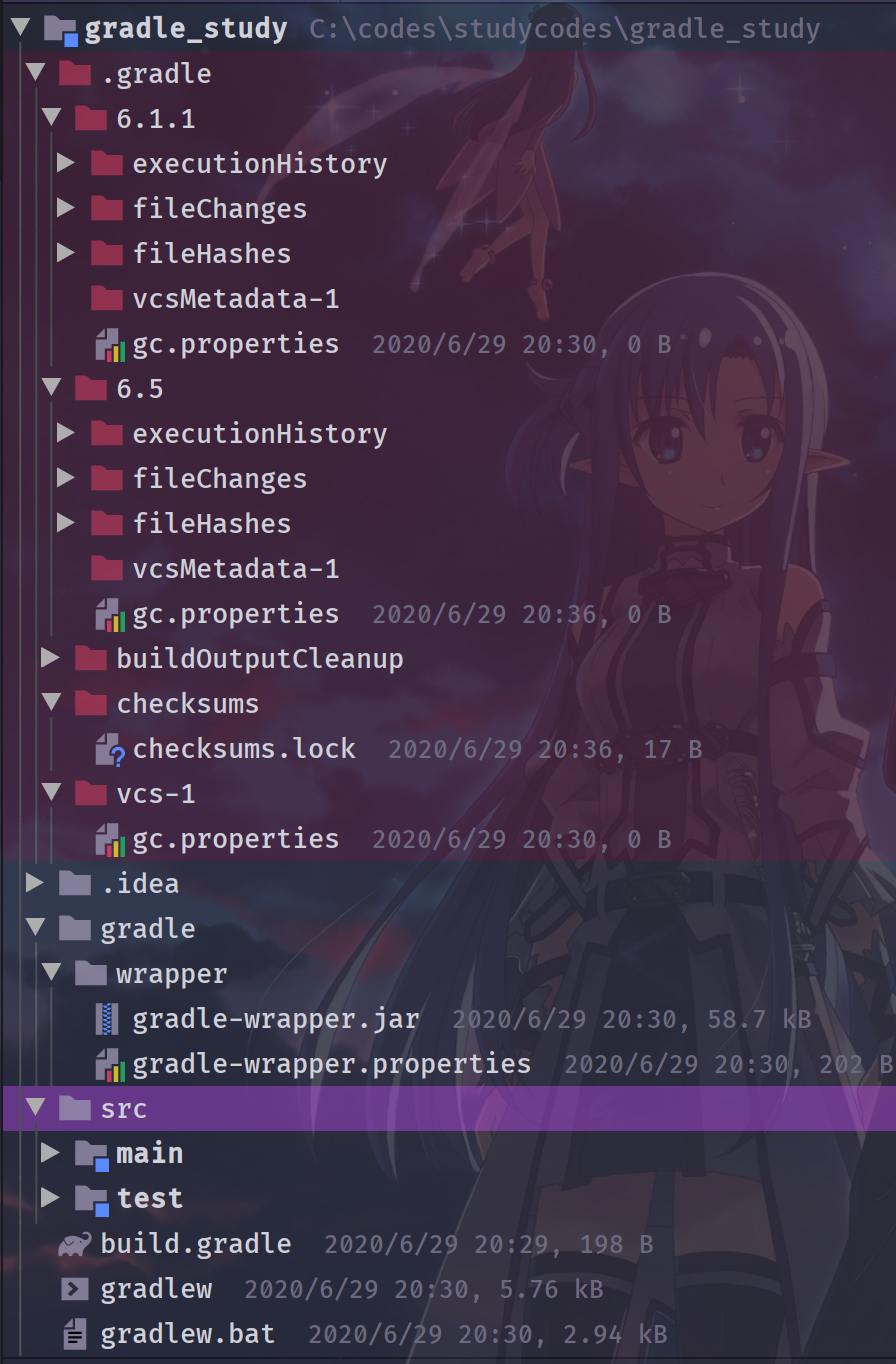 gradle_study C:\codes\studycodes\gradle_study
.gradle
6.1.1
executionHistory
fileChanges
fileHashes
vcsMetadata-1
gc.properties 2020/6/29 20:30, 0 B
6.5
executionHistory
fileChanges
fileHashes
vcsMetadata-1
gc.properties 2020/6/29 20:36, 0 B
buildOutputCleanup
checksums
checksums.lock 2020/6/29 20:36, 17 B
vcs-1
gc.properties 2020/6/29 20:30, 0 B
.idea
gradle
wrapper
gradle-wrapper.jar 2020/6/29 20:30, 58.7 kB
gradle-wrapper.properties 2020/6/29 20:30, 202 B
src
main
test
build.gradle 2020/6/29 20:29, 198 B
gradlew 2020/6/29 20:30, 5.76 kB
gradlew.bat 2020/6/29 20:30, 2.94 kB